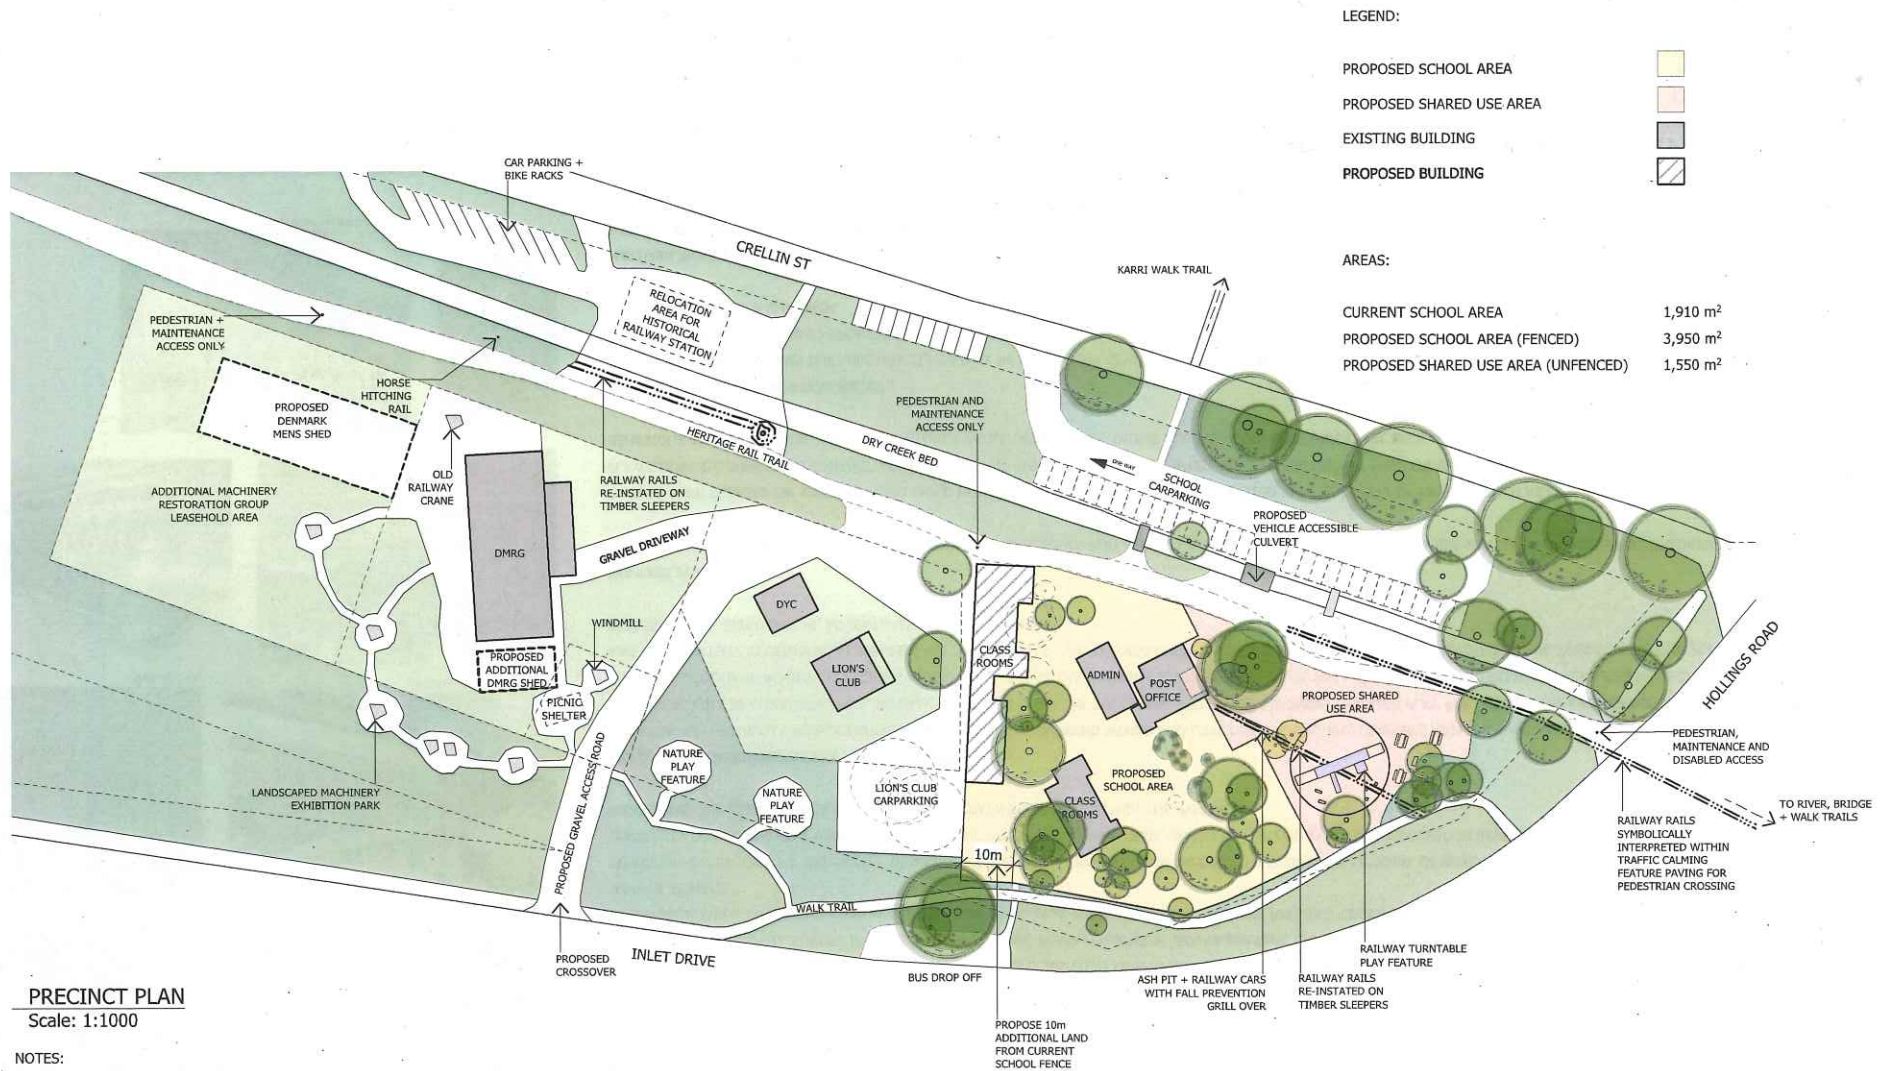 LEGEND:
PROPOSED SCHOOL AREA
PROPOSED SHARED USE AREA
EXISTING BUILDING
PROPOSED BUILDING
AREAS:
CURRENT SCHOOL AREA 1,910 m²
PROPOSED SCHOOL AREA (FENCED) 3,950 m²
PROPOSED SHARED USE AREA (UNFENCED) 1,550 m²
CAR PARKING +
BIKE RACKS
CRELLIN ST
KARRI WALK TRAIL
RELOCATION
AREA FOR
HISTORICAL
RAILWAY STATION
PEDESTRIAN +
MAINTENANCE
ACCESS ONLY
HORSE
HITCHING
RAIL
PROPOSED
DENMARK
MENS SHED
PEDESTRIAN AND
MAINTENANCE
ACCESS ONLY
HERITAGE RAIL TRAIL
DRY CREEK BED
ONE WAY
SCHOOL
CARPARKING
OLD
RAILWAY
CRANE
RAILWAY RAILS
RE-INSTATED ON
TIMBER SLEEPERS
ADDITIONAL MACHINERY
RESTORATION GROUP
LEASEHOLD AREA
PROPOSED
VEHICLE ACCESSIBLE
CULVERT
DMRG
GRAVEL DRIVEWAY
DYC
WINDMILL
LION'S
CLUB
CLASS
ROOMS
ADMIN
POST
OFFICE
PROPOSED
ADDITIONAL
DMRG SHED
PICNIC
SHELTER
PROPOSED SHARED
USE AREA
HOLLINGS ROAD
PEDESTRIAN,
MAINTENANCE AND
DISABLED ACCESS
NATURE
PLAY
FEATURE
NATURE
PLAY
FEATURE
LION'S CLUB
CARPARKING
PROPOSED
SCHOOL AREA
CLASS
ROOMS
LANDSCAPED MACHINERY
EXHIBITION PARK
PROPOSED GRAVEL ACCESS ROAD
10m
TO RIVER, BRIDGE
+ WALK TRAILS
RAILWAY RAILS
SYMBOLICALLY
INTERPRETED WITHIN
TRAFFIC CALMING
FEATURE PAVING FOR
PEDESTRIAN CROSSING
WALK TRAIL
PROPOSED
CROSSOVER
INLET DRIVE
BUS DROP OFF
RAILWAY TURNTABLE
PLAY FEATURE
ASH PIT + RAILWAY CARS
WITH FALL PREVENTION
GRILL OVER
RAILWAY RAILS
RE-INSTATED ON
TIMBER SLEEPERS
PROPOSE 10m
ADDITIONAL LAND
FROM CURRENT
SCHOOL FENCE
PRECINCT PLAN
Scale: 1:1000
NOTES: